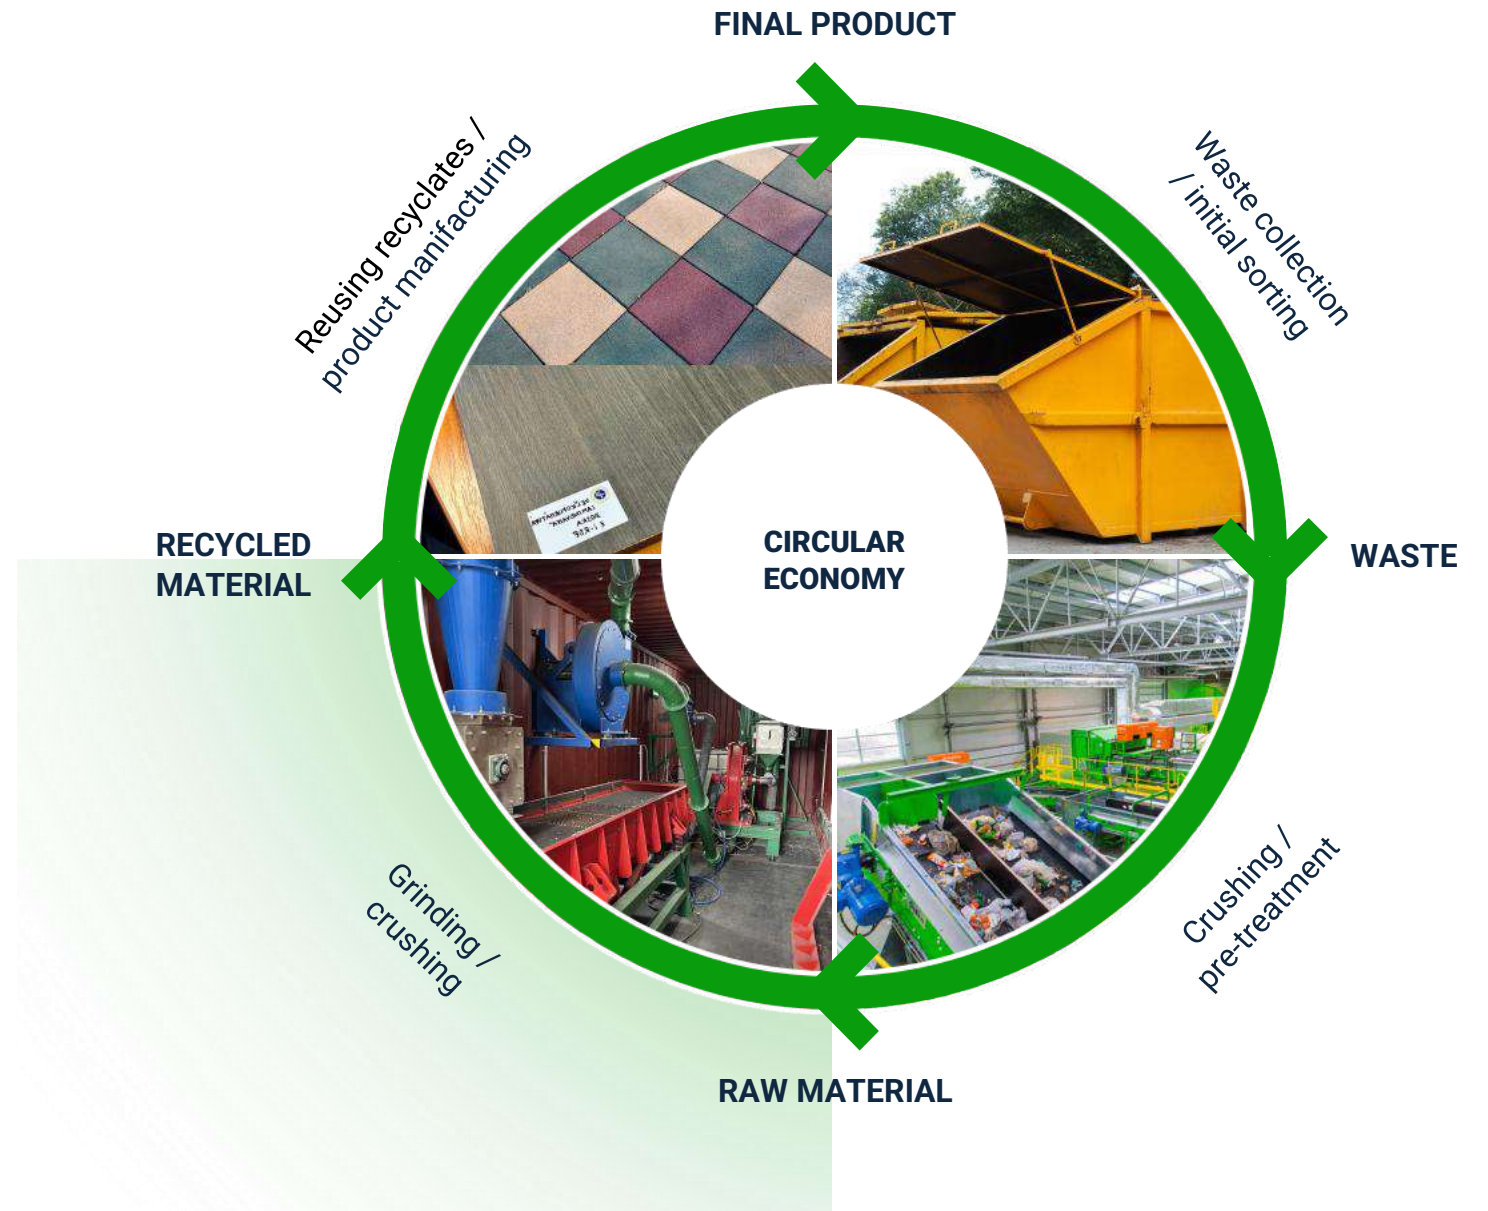 FINAL PRODUCT
Reusing recyclates /
product manifacturing
Waste collection
/ initial sorting
CIRCULAR
ECONOMY
RECYCLED
MATERIAL
WASTE
Grinding /
crushing
Crushing /
pre-treatment
RAW MATERIAL